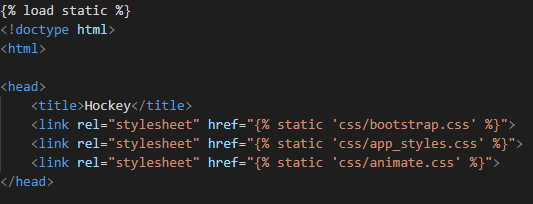 {% load static %}
<!doctype html>
<html>
<head>
<title>Hockey</title>
<link rel="stylesheet" href="{% static 'css/bootstrap.css' %}">
<link rel="stylesheet" href="{% static 'css/app_styles.css' %}">
<link rel="stylesheet" href="{% static 'css/animate.css' %}">
</head>